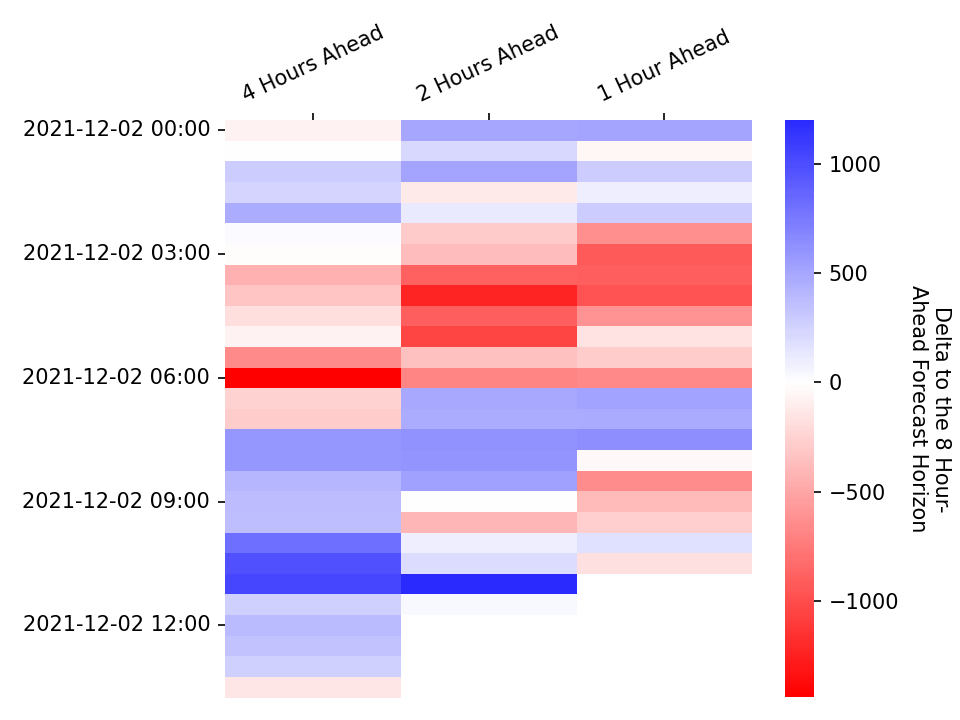 4 Hours Ahead
2 Hours Ahead
1 Hour Ahead
2021-12-02 00:00
2021-12-02 03:00
2021-12-02 06:00
2021-12-02 09:00
2021-12-02 12:00
1000
500
0
−500
−1000
Delta to the 8 Hour-
Ahead Forecast Horizon